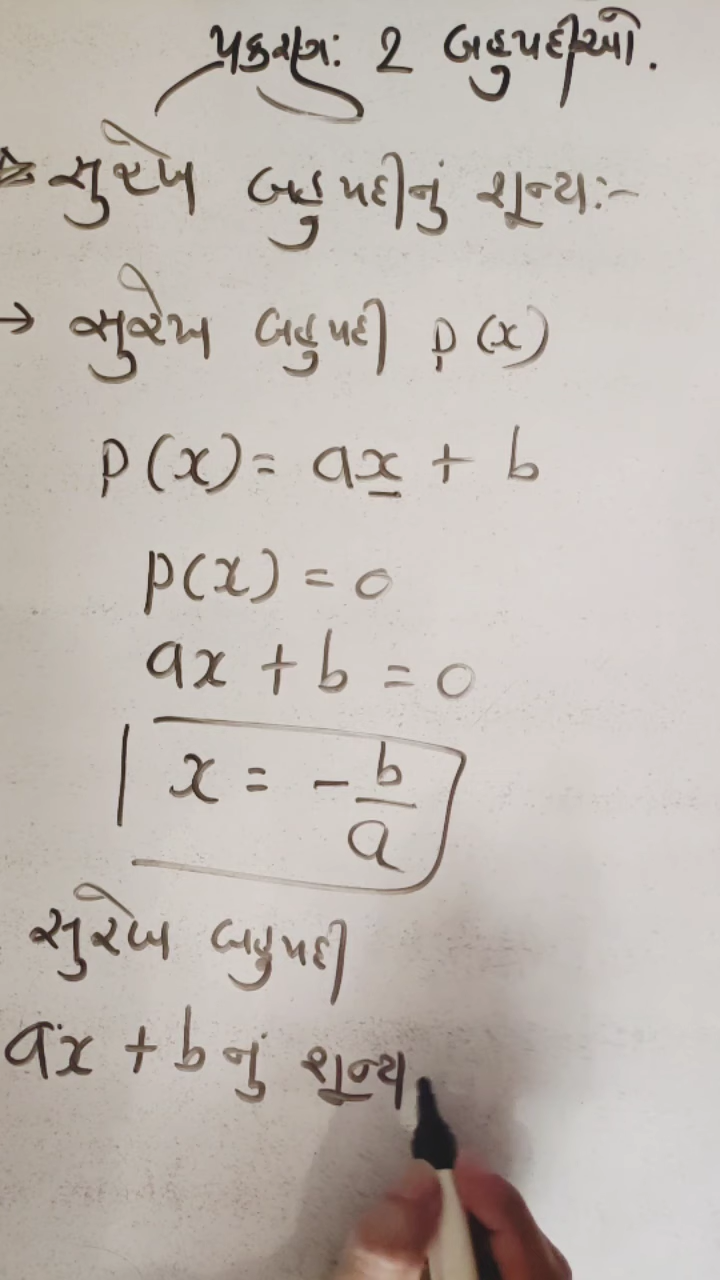 પ્રકરણ: 2 બહુપદીઓ.
☆ સુરેખ બહુપદીનું શૂન્ય:-
→ સુરેખ બહુપદી p(x)
p(x) = ax + b
p(x) = 0
ax + b = 0
x = -b/a
સુરેખ બહુપદી
ax + b નું શૂન્ય